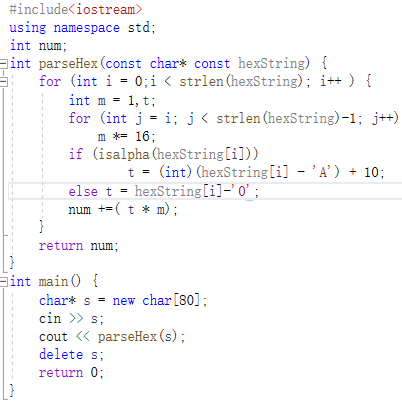 #include<iostream>
using namespace std;
int num;
int parseHex(const char* const hexString) {
for (int i = 0;i < strlen(hexString); i++ ) {
int m = 1,t;
for (int j = i; j < strlen(hexString)-1; j++)
m *= 16;
if (isalpha(hexString[i]))
t = (int)(hexString[i] - 'A') + 10;
else t = hexString[i]-'0';
num +=( t * m);
}
return num;
}
int main() {
char* s = new char[80];
cin >> s;
cout << parseHex(s);
delete s;
return 0;
}